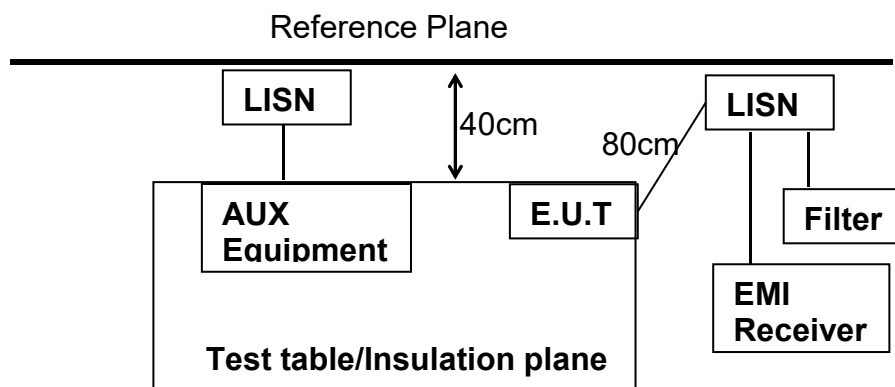 Reference Plane
LISN
40cm
80cm
LISN
AUX
Equipment
E.U.T
Filter
EMI
Receiver
Test table/Insulation plane